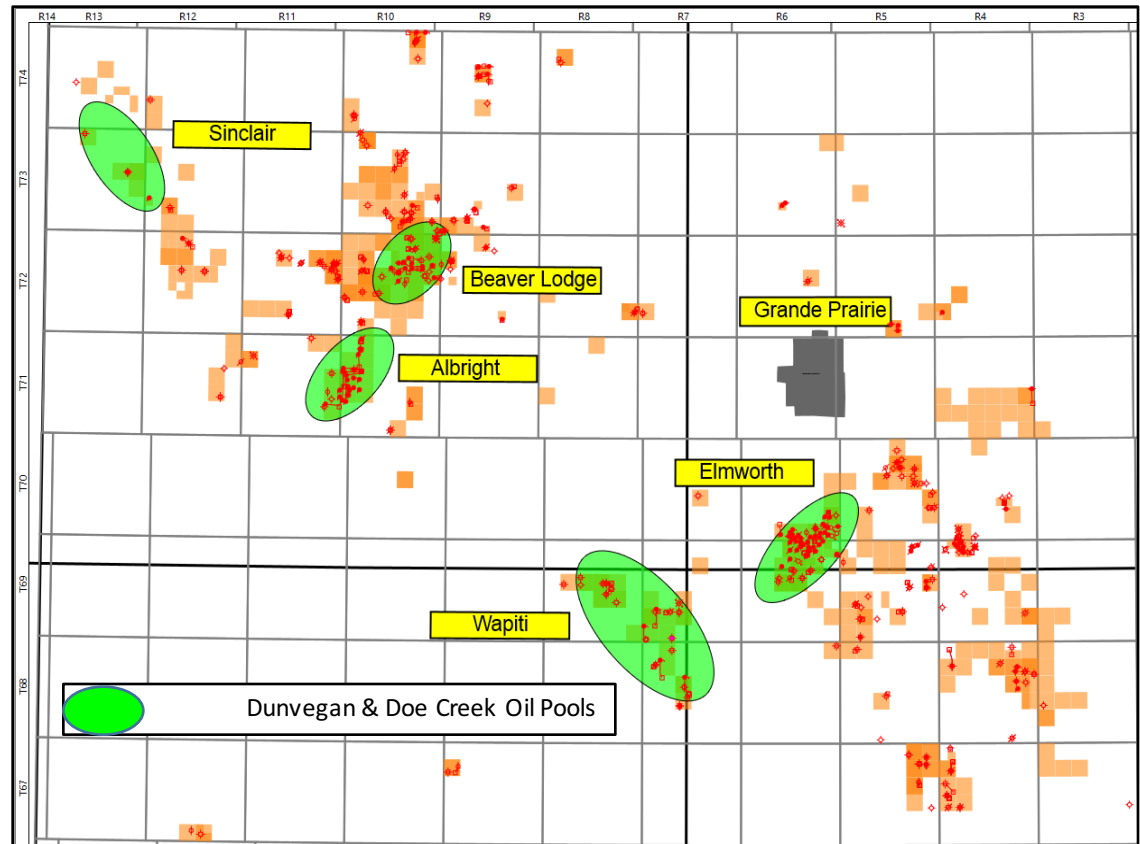 R14 R13 R12 R11 R10 R9 R8 R7 R6 R5 R4 R3
T74
Sinclair
T73
Beaver Lodge
T72
Grande Prairie
Albright
T71
Elmworth
T70
T69
Wapiti
T68
Dunvegan & Doe Creek Oil Pools
T67